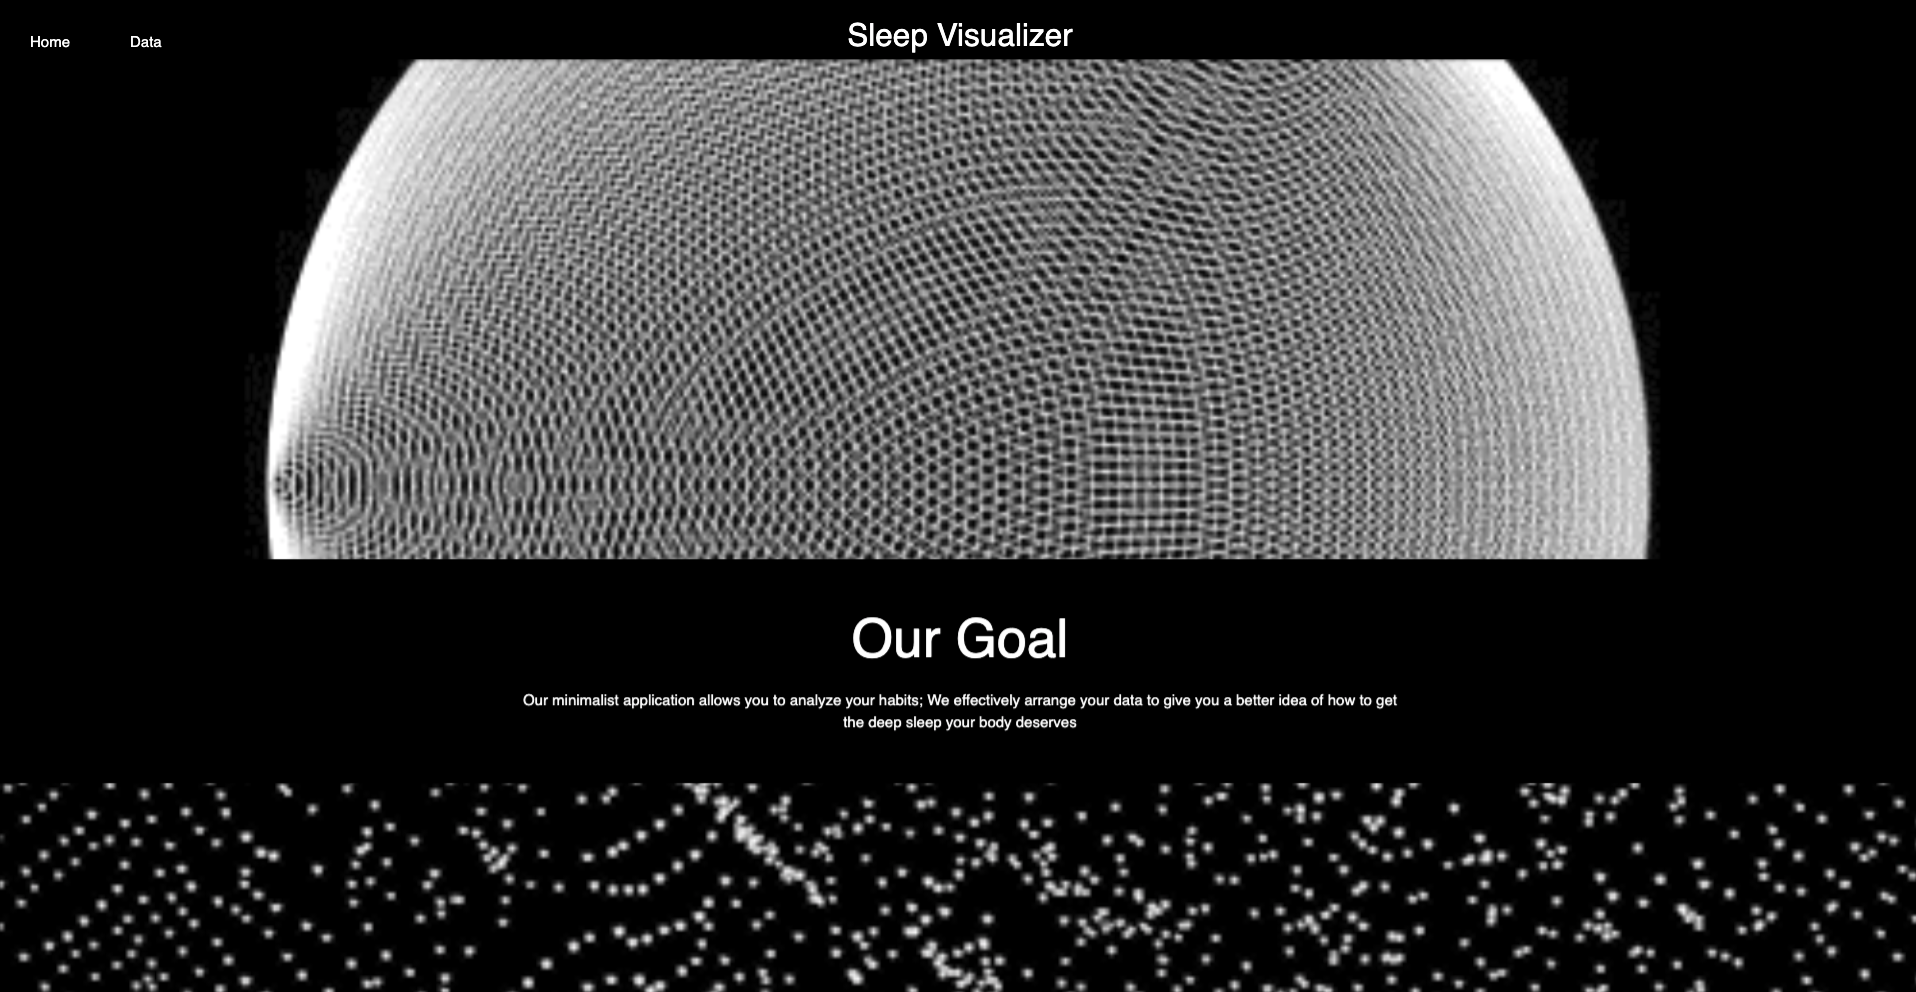 Home
Data
Sleep Visualizer
Our Goal
Our minimalist application allows you to analyze your habits; We effectively arrange your data to give you a better idea of how to get
the deep sleep your body deserves